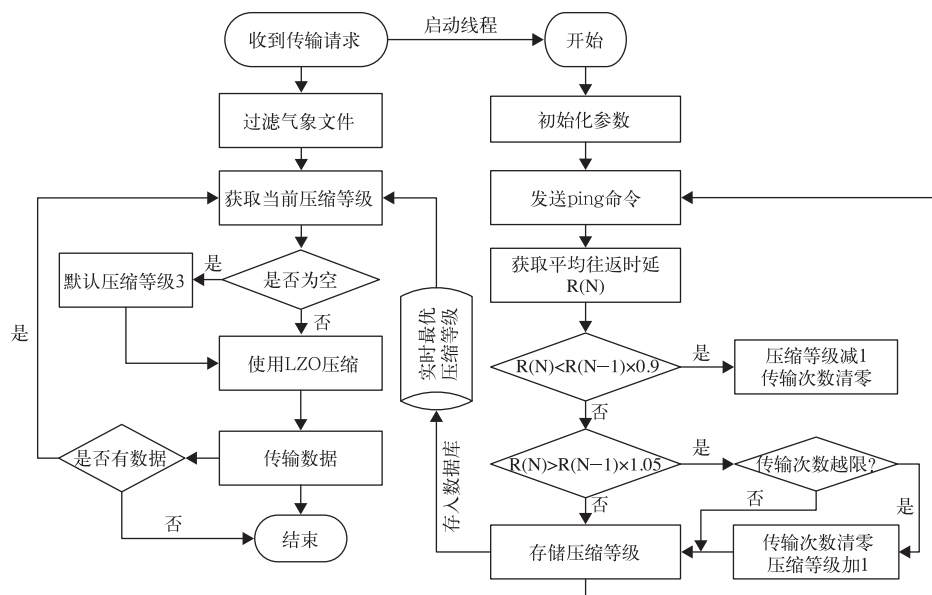 收到传输请求
启动线程
开始
过滤气象文件
初始化参数
获取当前压缩等级
发送ping命令
是否为空
是
默认压缩等级3
否
获取平均往返时延
R(N)
实时最优
压缩等级
是
使用LZO压缩
R(N)<R(N−1)×0.9
是
压缩等级减1
传输次数清零
否
是否有数据
传输数据
存入数据库
R(N)>R(N−1)×1.05
是
传输次数越限?
否
否
是
否
结束
存储压缩等级
传输次数清零
压缩等级加1